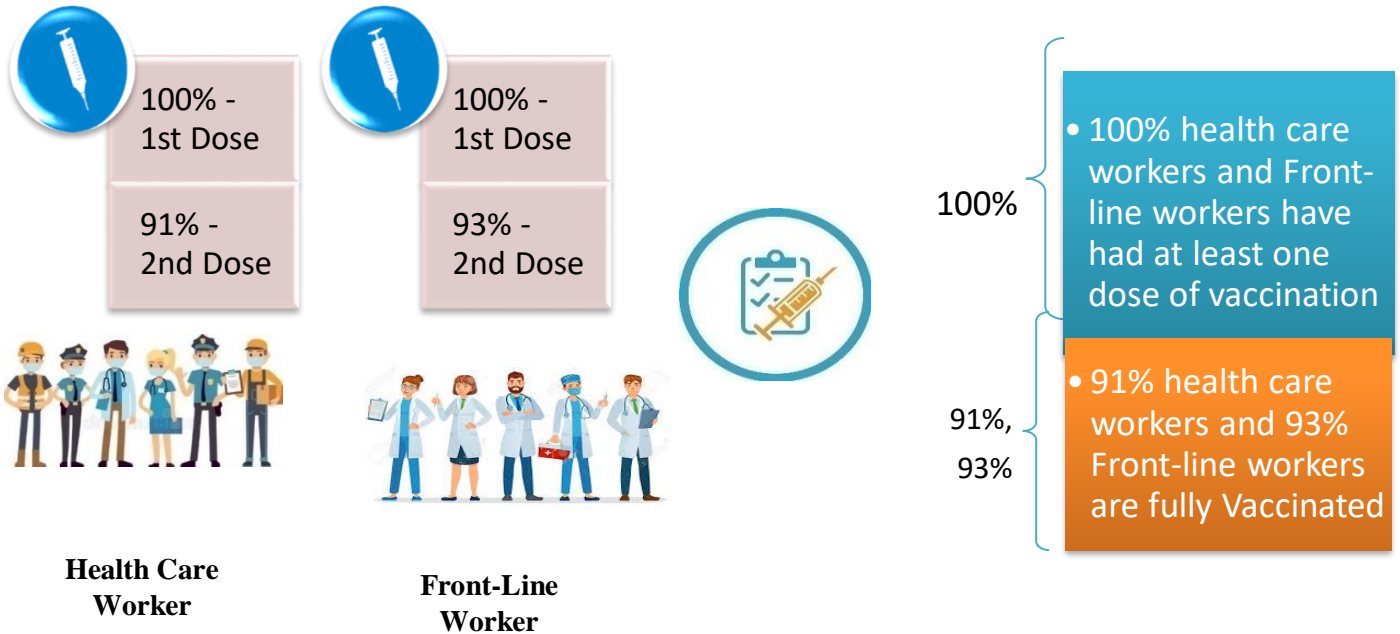 100% -
1st Dose
91% -
2nd Dose
Health Care
Worker
100% -
1st Dose
93% -
2nd Dose
Front-Line
Worker
100%
• 100% health care
workers and Front-
line workers have
had at least one
dose of vaccination
91%,
93%
• 91% health care
workers and 93%
Front-line workers
are fully Vaccinated